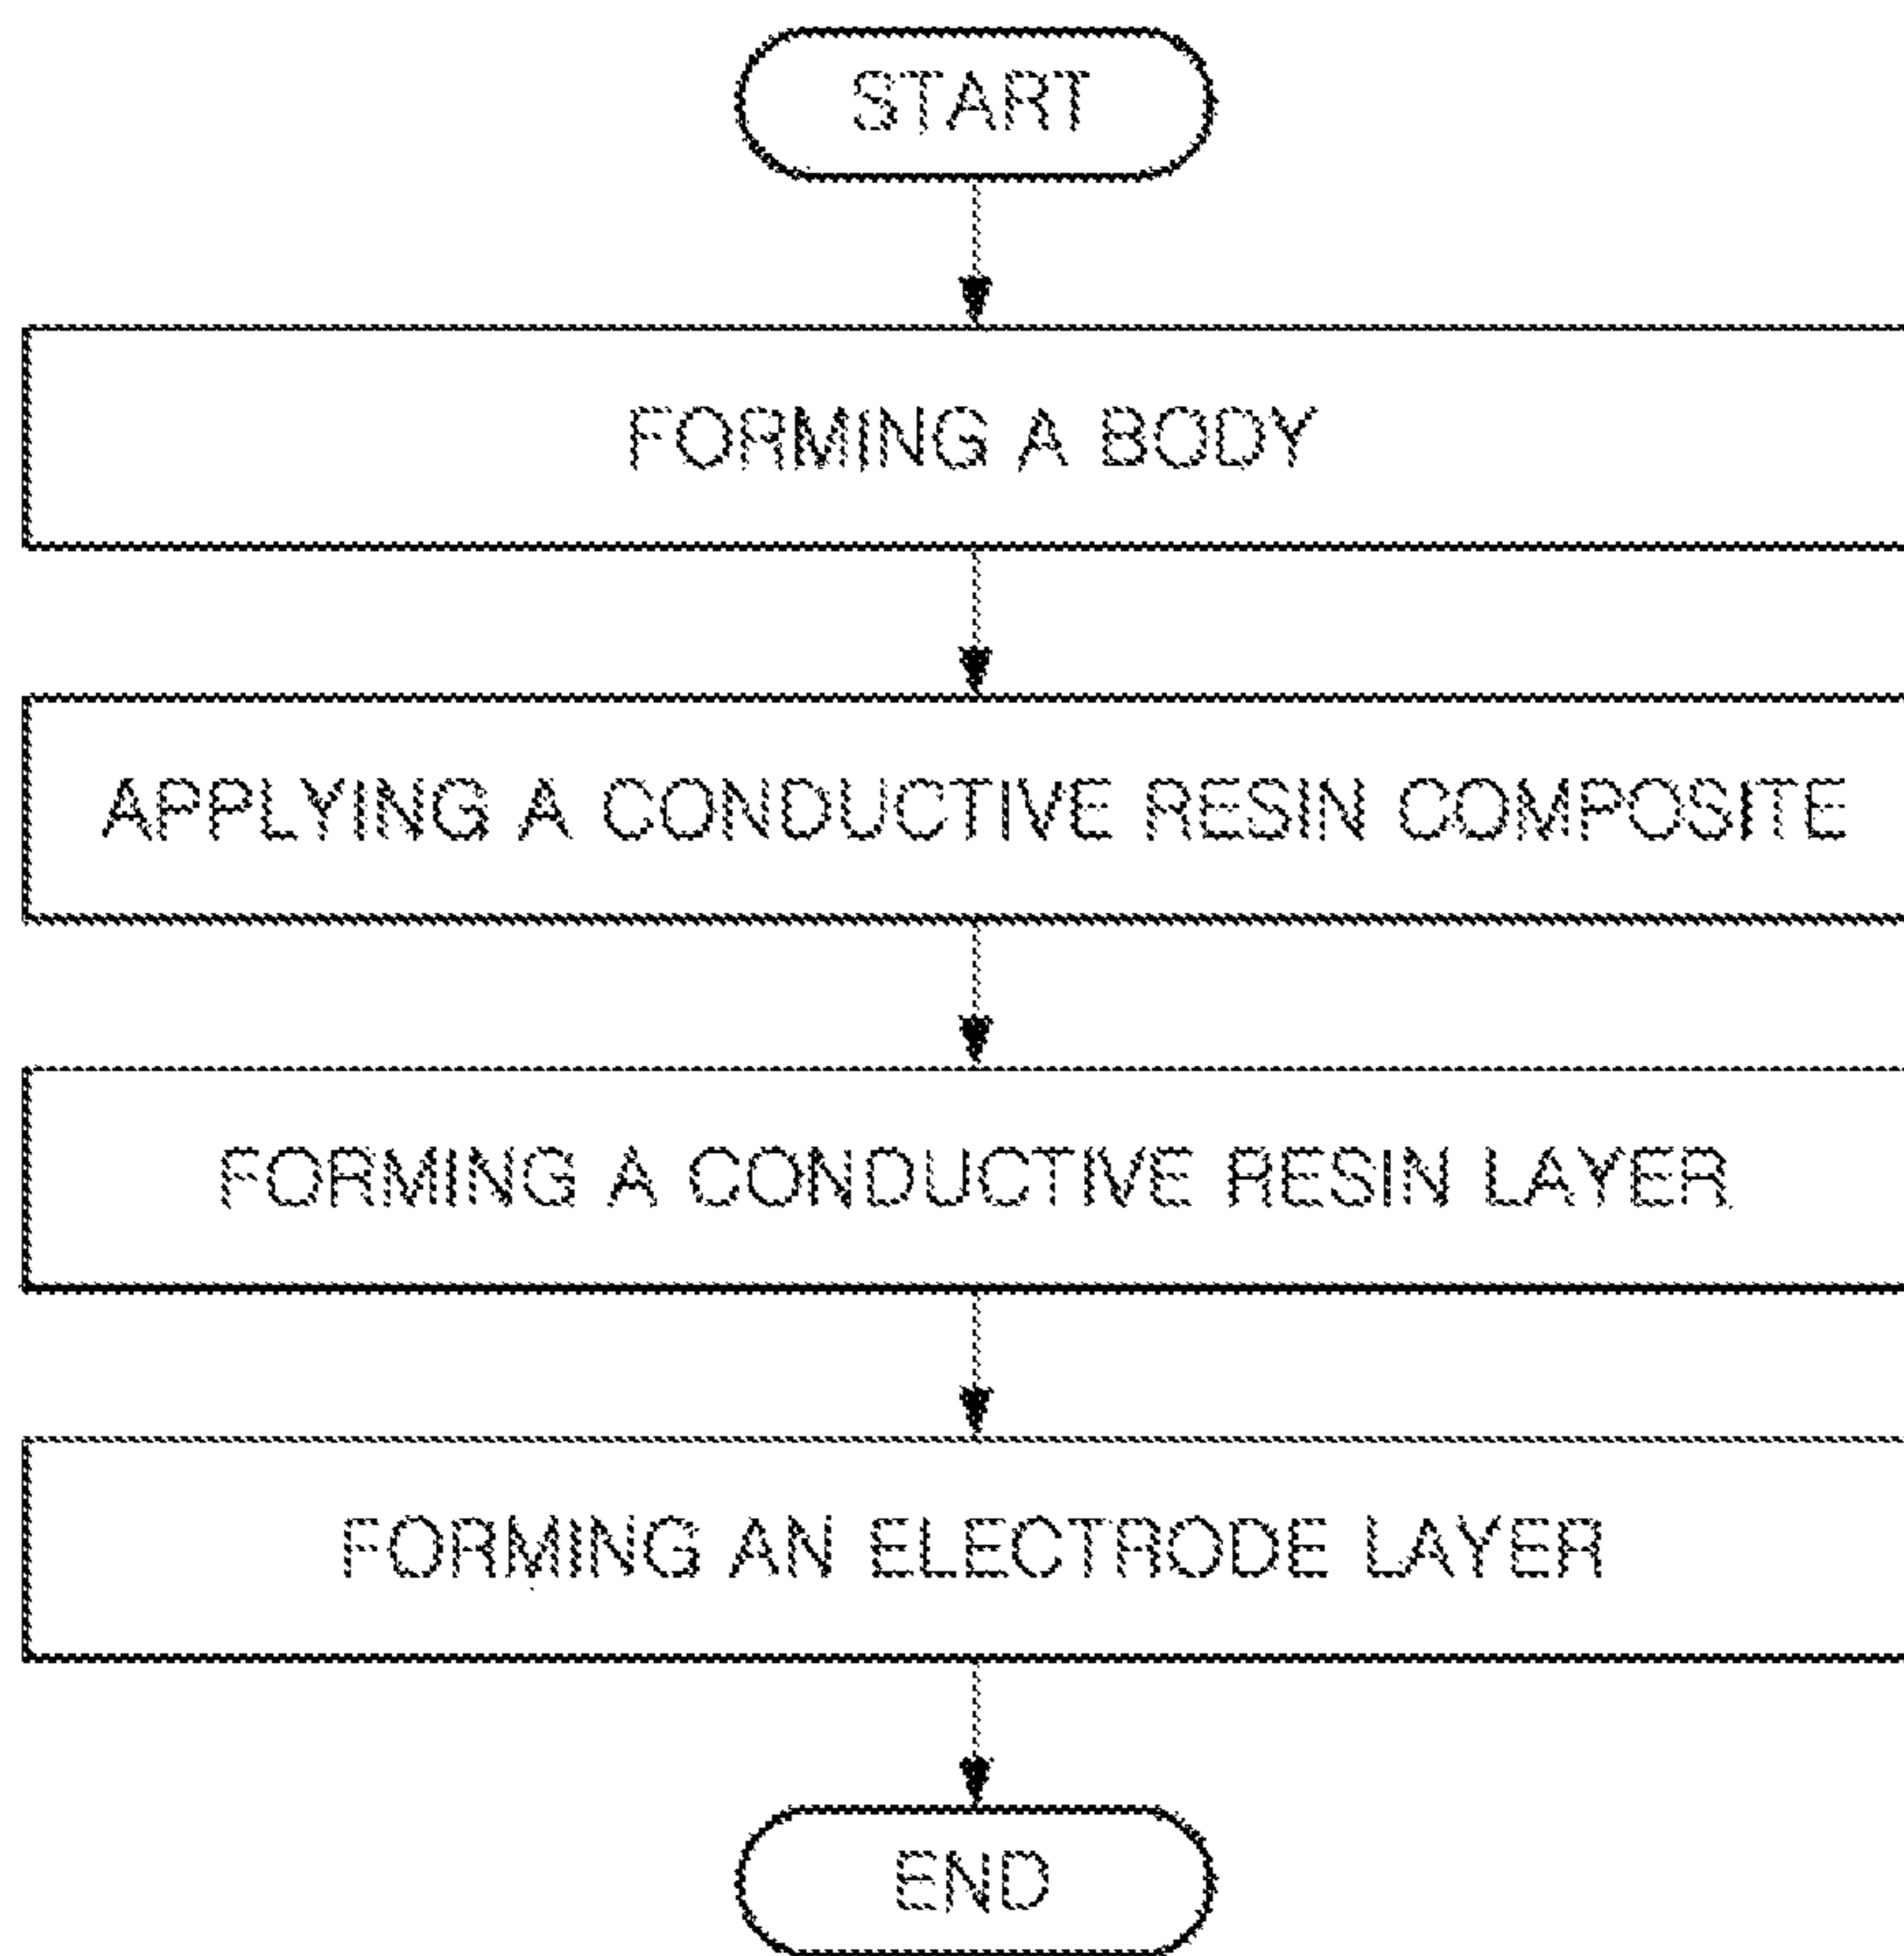 START
FORMING A BODY
APPLYING A CONDUCTIVE RESIN COMPOSITE
FORMING A CONDUCTIVE RESIN LAYER
FORMING AN ELECTRODE LAYER
END